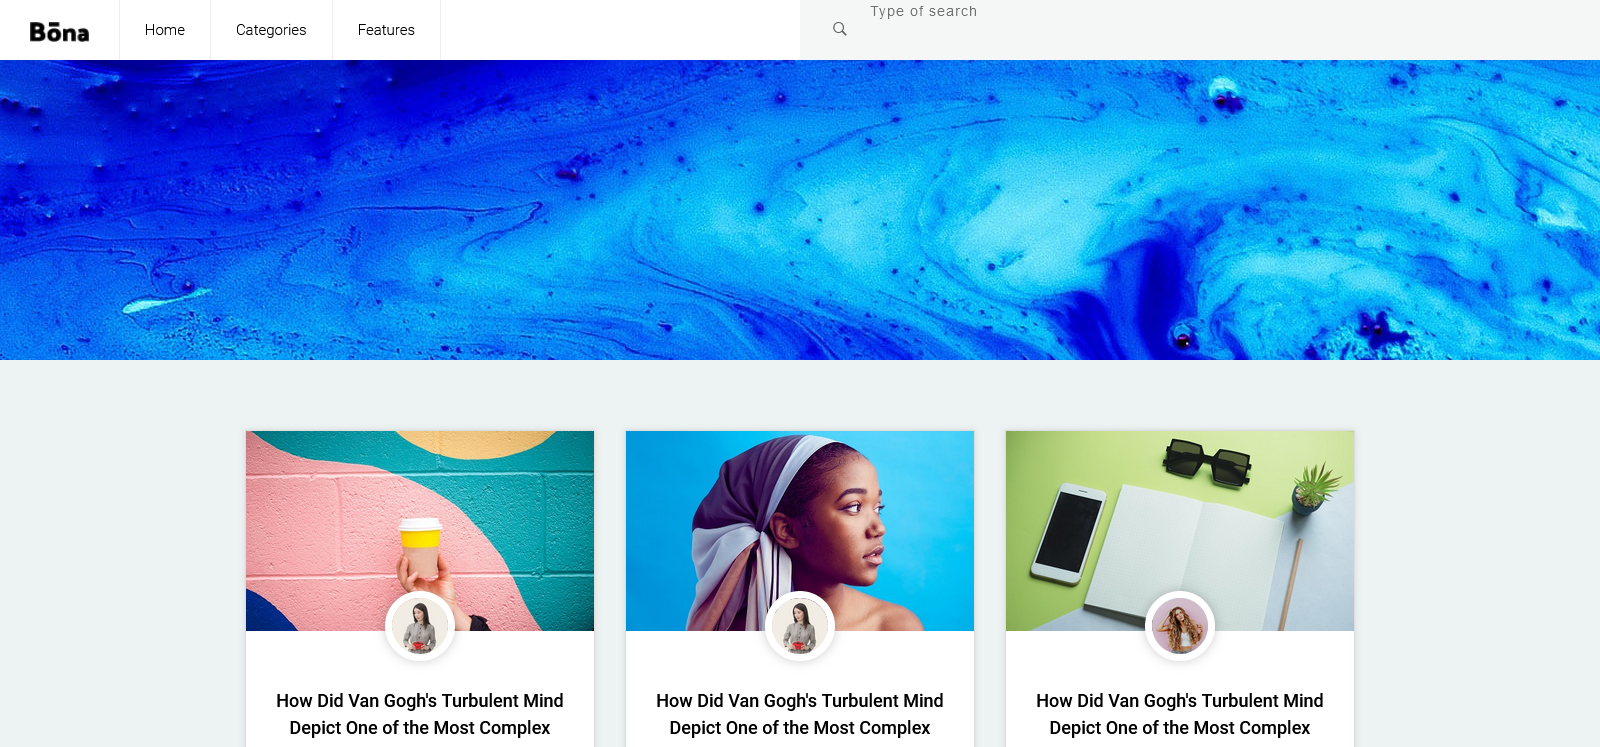 Bōna
Home
Categories
Features
Type of search
How Did Van Gogh's Turbulent Mind
Depict One of the Most Complex
How Did Van Gogh's Turbulent Mind
Depict One of the Most Complex
How Did Van Gogh's Turbulent Mind
Depict One of the Most Complex